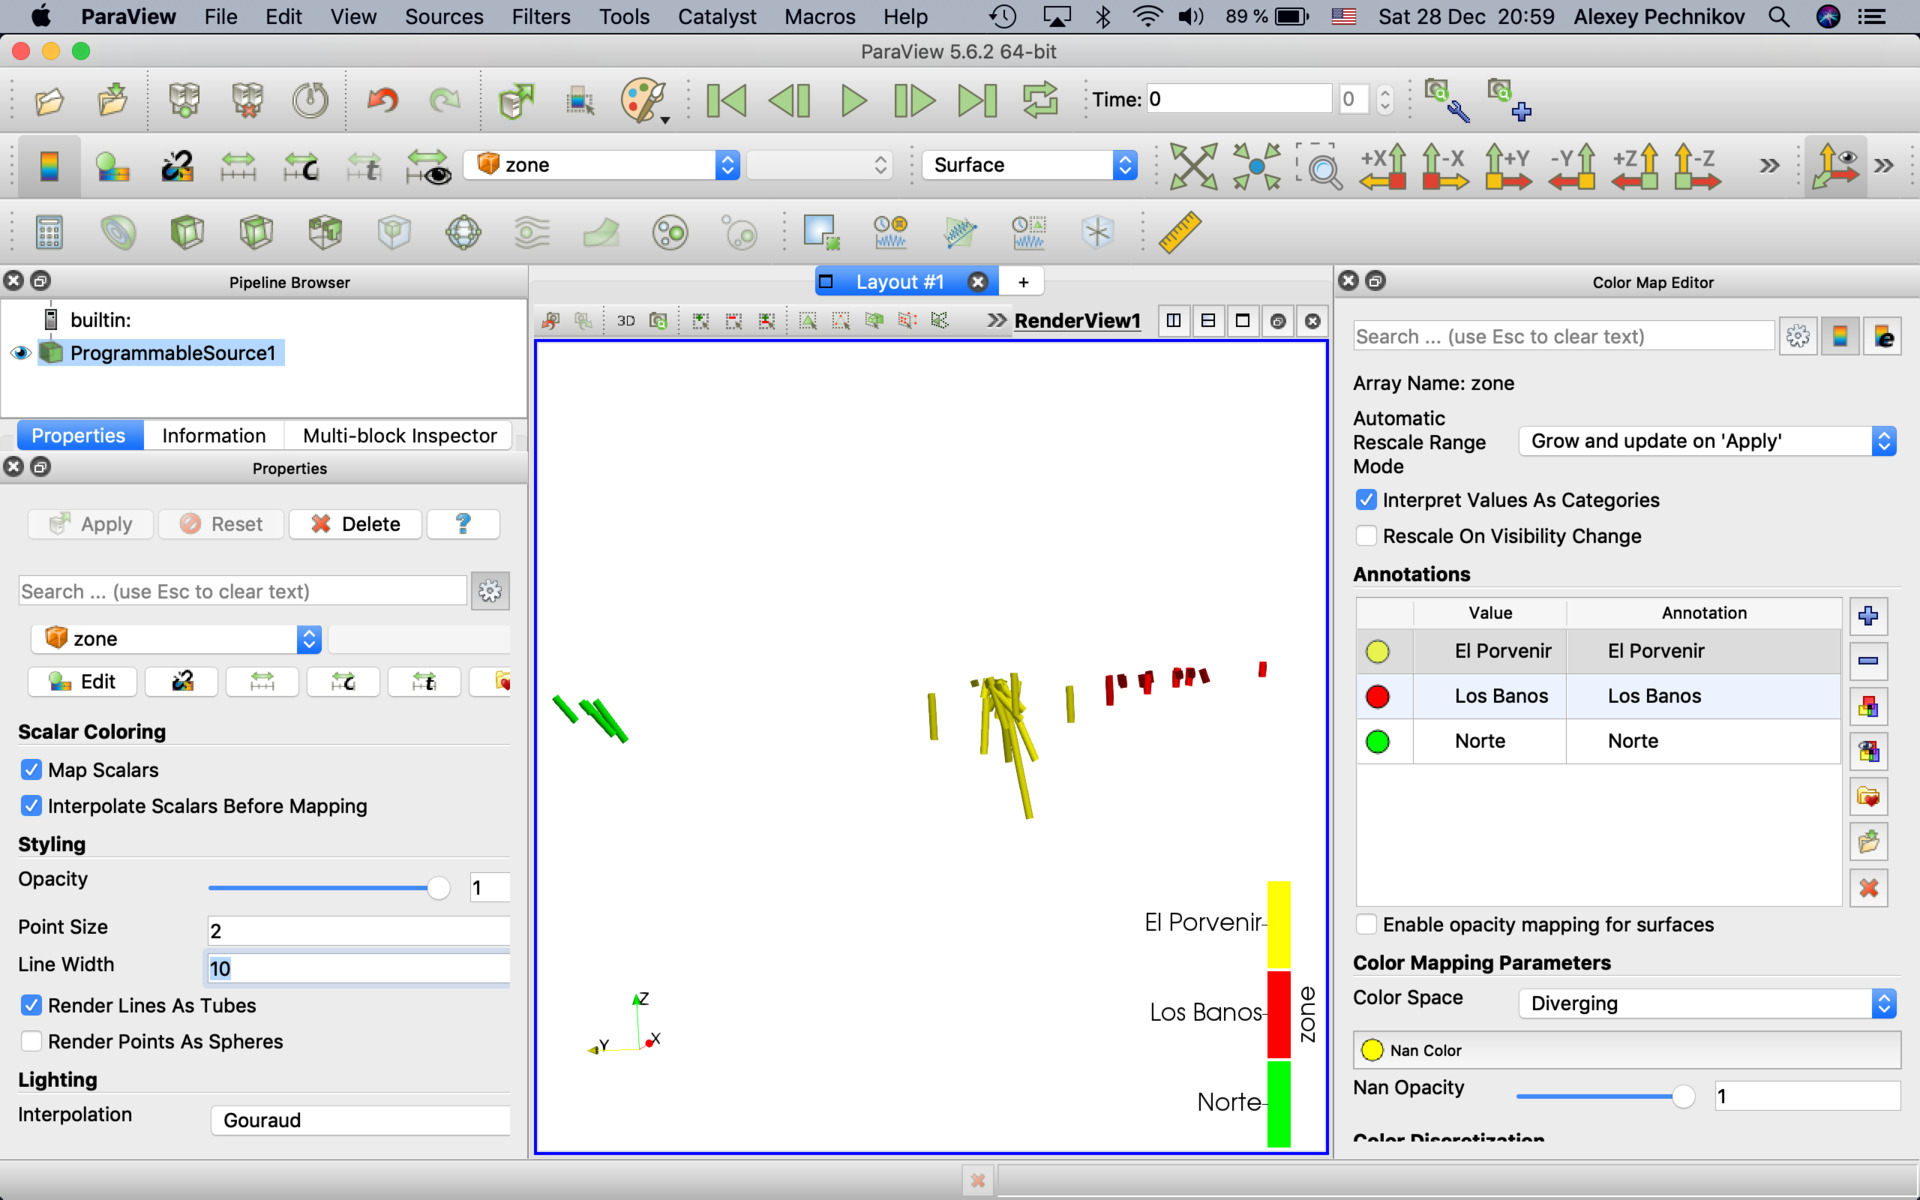 ParaView File Edit View Sources Filters Tools Catalyst Macros Help 89 % Sat 28 Dec 20:59 Alexey Pechnikov
ParaView 5.6.2 64-bit
Time: 0 0
zone Surface +X -X +Y -Y +Z -Z
Pipeline Browser
builtin:
ProgrammableSource1
Properties Information Multi-block Inspector
Properties
Apply Reset Delete ?
Search ... (use Esc to clear text)
zone
Edit c t
Scalar Coloring
Map Scalars
Interpolate Scalars Before Mapping
Styling
Opacity 1
Point Size 2
Line Width 10
Render Lines As Tubes
Render Points As Spheres
Lighting
Interpolation Gouraud
Layout #1 +
3D RenderView1
El Porvenir
Los Banos
Norte
zone
Z
Y X
Color Map Editor
Search ... (use Esc to clear text) e
Array Name: zone
Automatic
Rescale Range
Mode
Grow and update on 'Apply'
Interpret Values As Categories
Rescale On Visibility Change
Annotations
Value Annotation
El Porvenir El Porvenir
Los Banos Los Banos
Norte Norte
Enable opacity mapping for surfaces
Color Mapping Parameters
Color Space Diverging
Nan Color
Nan Opacity 1
Color Discretization